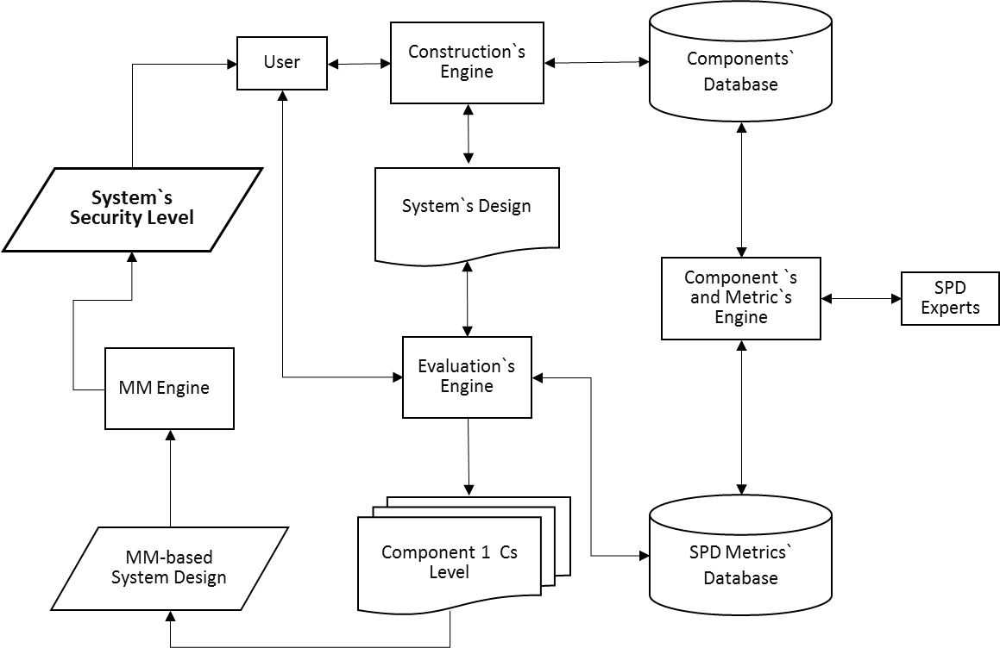 User
Construction`s
Engine
Components`
Database
System`s
Security Level
System`s Design
Component `s
and Metric`s
Engine
SPD
Experts
Evaluation`s
Engine
MM Engine
MM-based
System Design
Component 1  Cs
Level
SPD Metrics`
Database